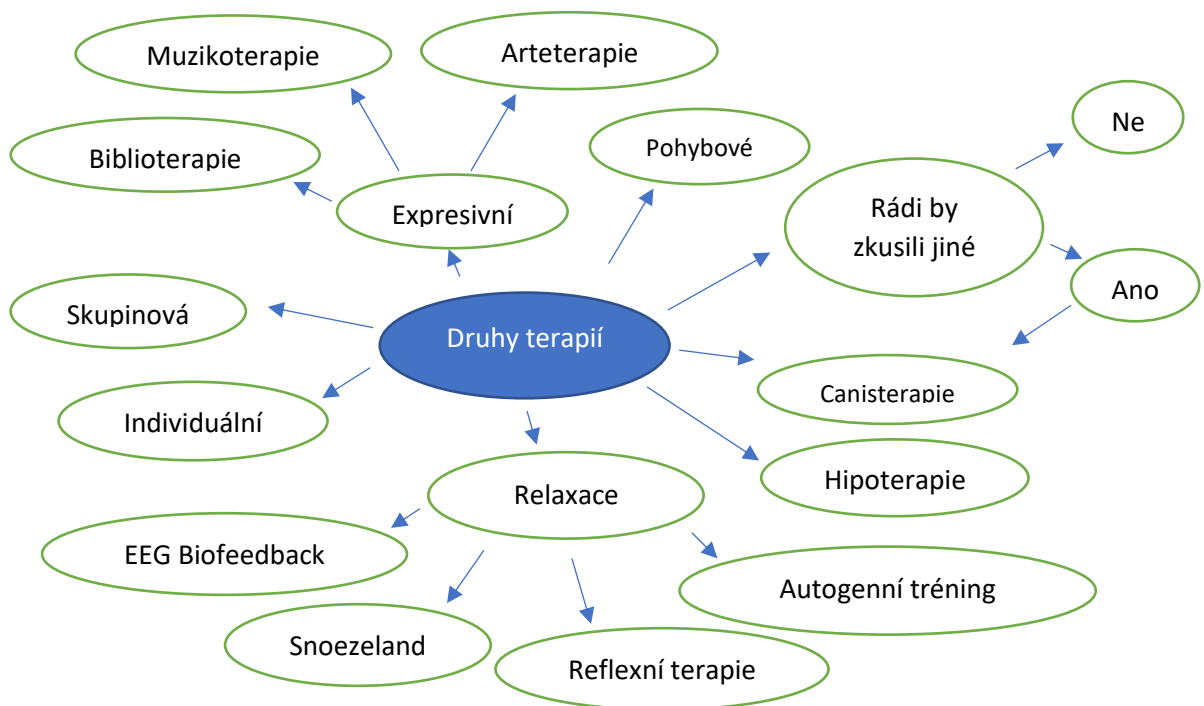 Muzikoterapie
Arteterapie
Ne
Biblioterapie
Pohybové
Expresivní
Rádi by
zkusili jiné
Ano
Skupinová
Druhy terapií
Canisterapie
Individuální
Hipoterapie
Relaxace
EEG Biofeedback
Autogenní tréning
Snoezeland
Reflexní terapie